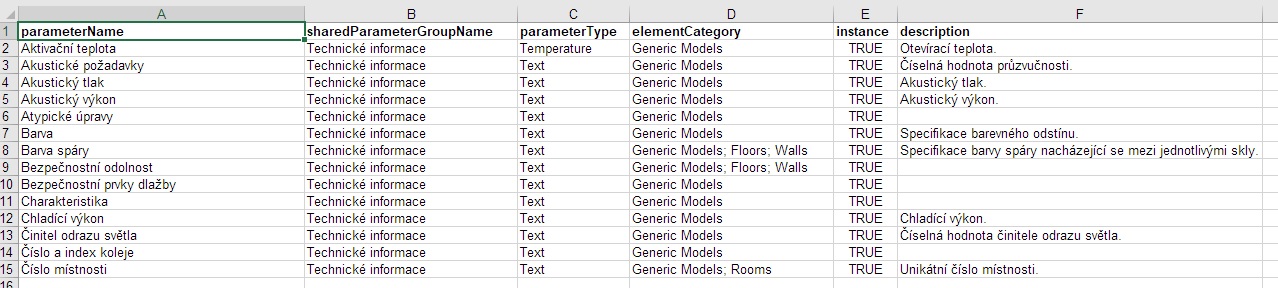 A B C D E F
1 parameterName sharedParameterGroupName parameterType elementCategory instance description
2 Aktivační teplota Technické informace Temperature Generic Models TRUE Otevírací teplota.
3 Akustické požadavky Technické informace Text Generic Models TRUE Číselná hodnota průzvučnosti.
4 Akustický tlak Technické informace Text Generic Models TRUE Akustický tlak.
5 Akustický výkon Technické informace Text Generic Models TRUE Akustický výkon.
6 Atypické úpravy Technické informace Text Generic Models TRUE
7 Barva Technické informace Text Generic Models TRUE Specifikace barevného odstínu.
8 Barva spáry Technické informace Text Generic Models; Floors; Walls TRUE Specifikace barvy spáry nacházející se mezi jednotlivými skly.
9 Bezpečnostní odolnost Technické informace Text Generic Models; Floors; Walls TRUE
10 Bezpečnostní prvky dlažby Technické informace Text Generic Models TRUE
11 Charakteristika Technické informace Text Generic Models TRUE
12 Chladící výkon Technické informace Text Generic Models TRUE Chladící výkon.
13 Činitel odrazu světla Technické informace Text Generic Models TRUE Číselná hodnota činitele odrazu světla.
14 Číslo a index koleje Technické informace Text Generic Models TRUE
15 Číslo místnosti Technické informace Text Generic Models; Rooms TRUE Unikátní číslo místnosti.
16